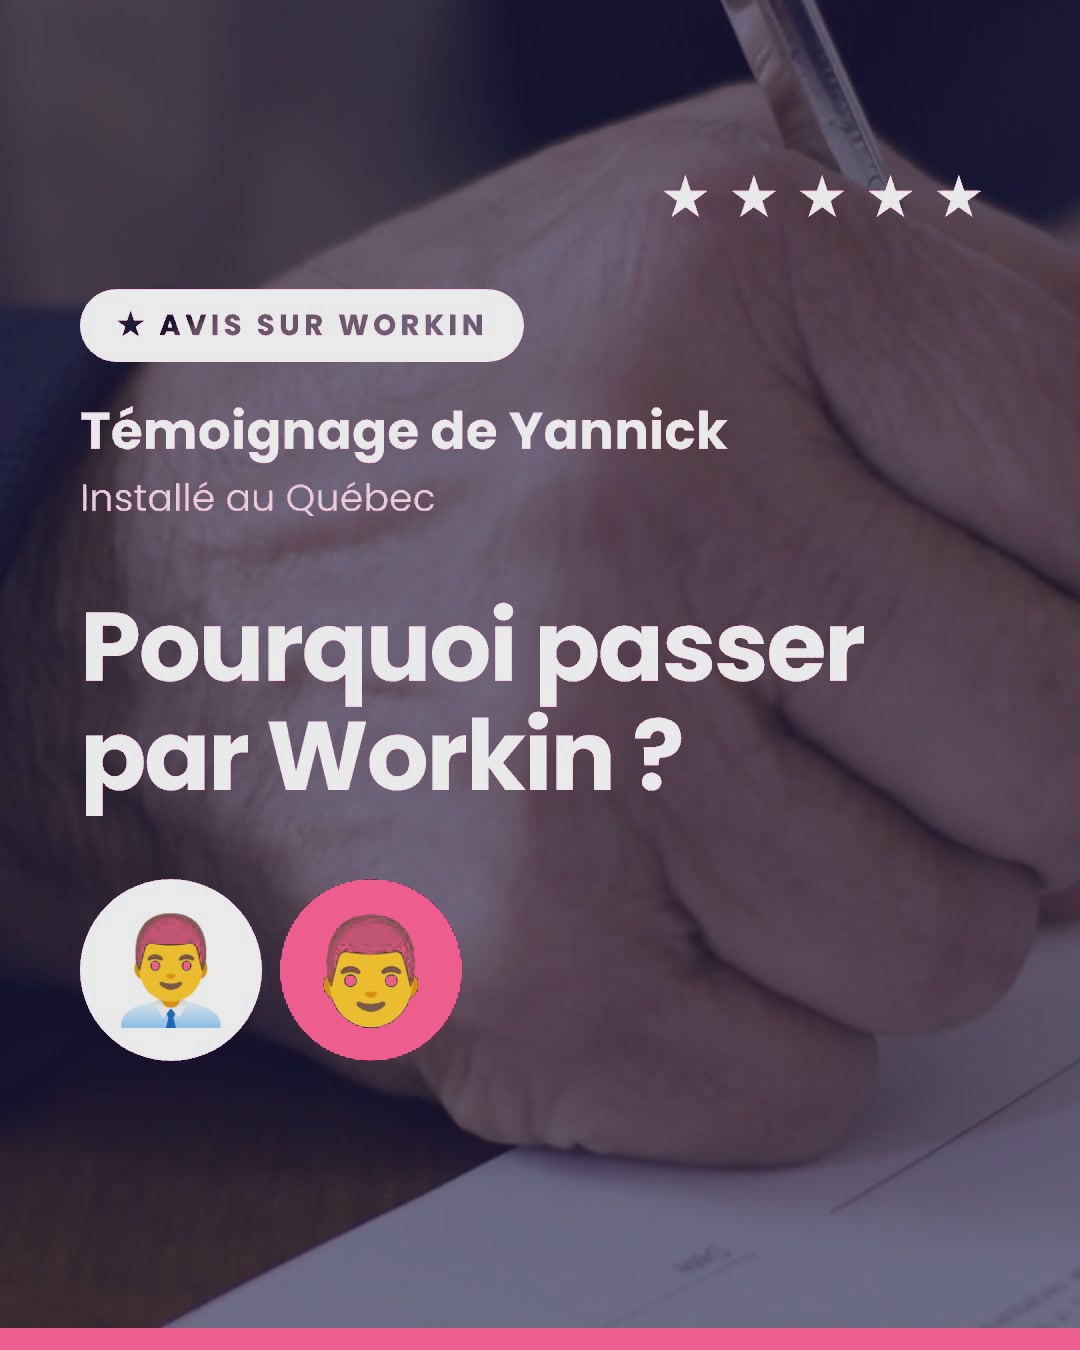 ★ ★ ★ ★ ★
★ AVIS SUR WORKIN
Témoignage de Yannick
Installé au Québec
Pourquoi passer
par Workin ?